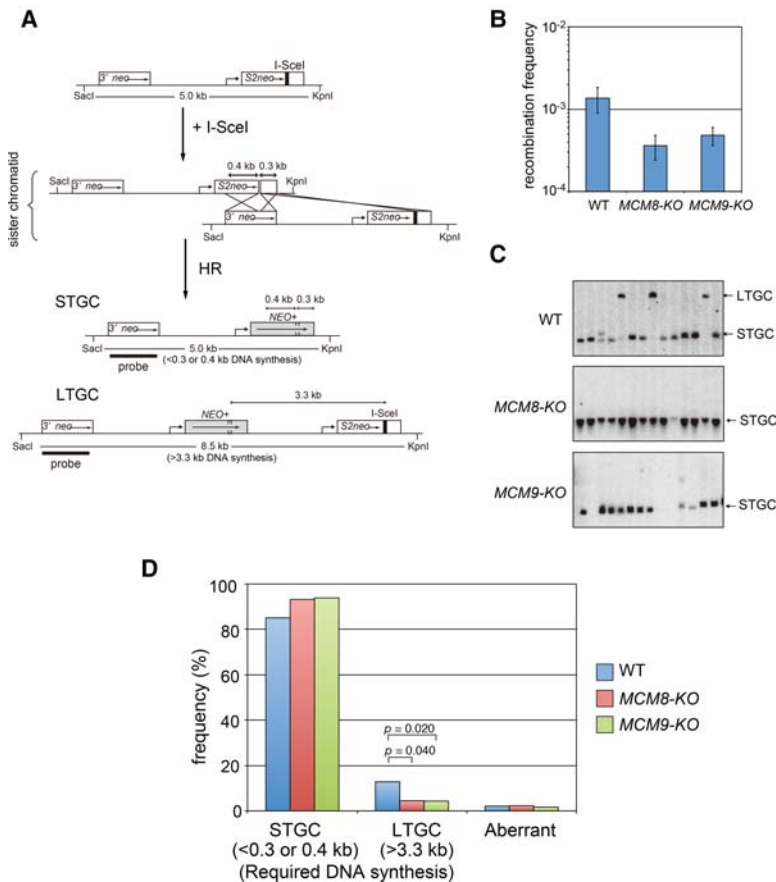 A
I-SceI
3' neo
S2neo
SacI
5.0 kb
KpnI
+ I-SceI
sister chromatid
0.4 kb 0.3 kb
SacI
3' neo
S2neo
KpnI
3' neo
S2neo
SacI
KpnI
HR
STGC
0.4 kb 0.3 kb
3' neo
NEO+
SacI
5.0 kb
KpnI
probe
(<0.3 or 0.4 kb DNA synthesis)
LTGC
3.3 kb
3' neo
NEO+
I-SceI
S2neo
SacI
8.5 kb
KpnI
probe
(>3.3 kb DNA synthesis)
B
recombination frequency
10-2
10-3
10-4
WT MCM8-KO MCM9-KO
C
WT
LTGC
STGC
MCM8-KO
STGC
MCM9-KO
STGC
D
frequency (%)
100
80
60
40
20
0
p = 0.020
p = 0.040
WT
MCM8-KO
MCM9-KO
STGC LTGC Aberrant
(<0.3 or 0.4 kb) (>3.3 kb)
(Required DNA synthesis)